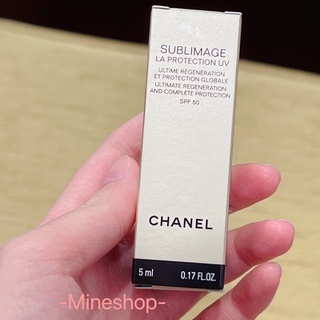 SUBLIMAGE
LA PROTECTION UV
ULTIME RÉGÉNÉRATION
ET PROTECTION GLOBALE
ULTIMATE REGENERATION
AND COMPLETE PROTECTION
SPF 50
CHANEL
5 ml 0.17 FL.OZ.
-Mineshop-